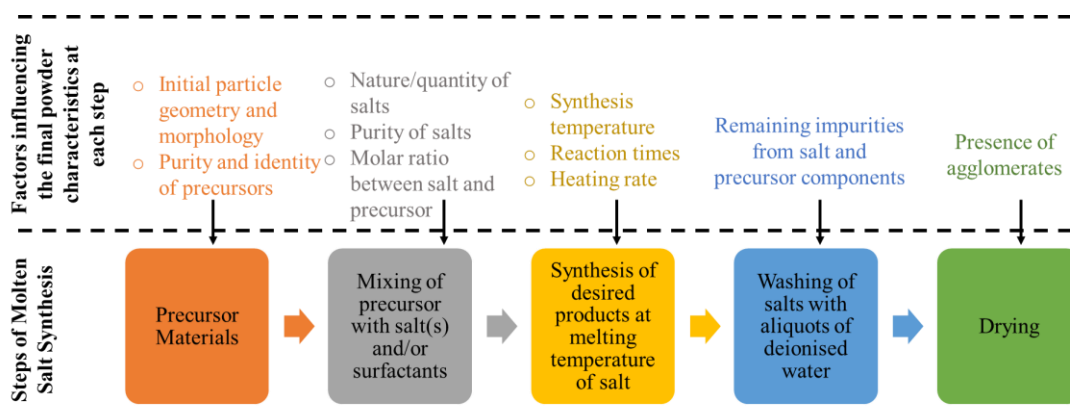 Factors influencing
the final powder
characteristics at
each step
○ Initial particle
geometry and
morphology
○ Purity and identity
of precursors
○ Nature/quantity of
salts
○ Purity of salts
○ Molar ratio
between salt and
precursor
○ Synthesis
temperature
○ Reaction times
○ Heating rate
Remaining impurities
from salt and
precursor components
Presence of
agglomerates
Steps of Molten
Salt Synthesis
Precursor
Materials
Mixing of
precursor
with salt(s)
and/or
surfactants
Synthesis of
desired
products at
melting
temperature
of salt
Washing of
salts with
aliquots of
deionised
water
Drying